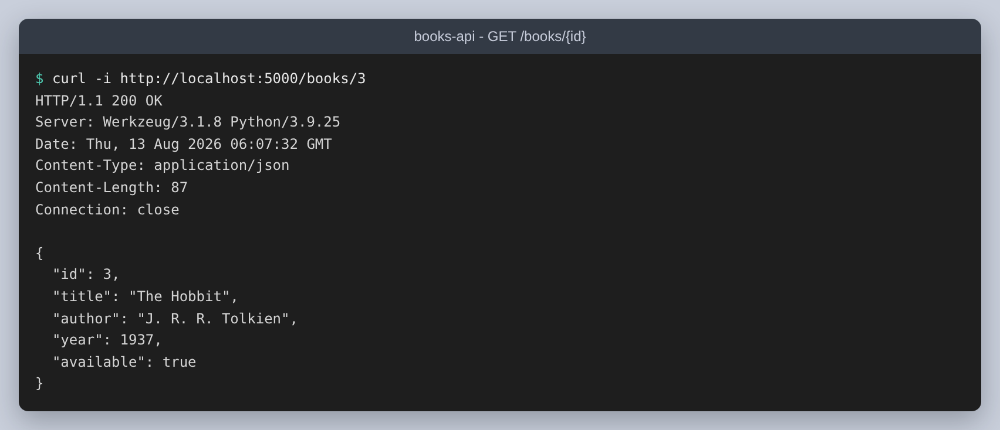 books-api - GET /books/{id}
$ curl -i http://localhost:5000/books/3
HTTP/1.1 200 OK
Server: Werkzeug/3.1.8 Python/3.9.25
Date: Thu, 13 Aug 2026 06:07:32 GMT
Content-Type: application/json
Content-Length: 87
Connection: close

{
  "id": 3,
  "title": "The Hobbit",
  "author": "J. R. R. Tolkien",
  "year": 1937,
  "available": true
}